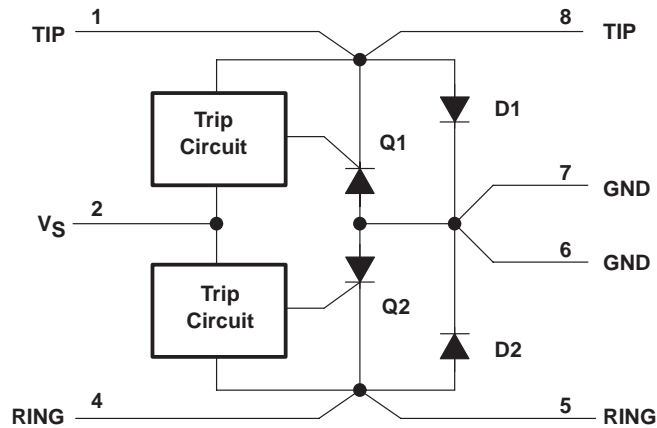 1
8
TIP
TIP
Trip
Circuit
D1
Q1
7
GND
2
VS
6
GND
Trip
Circuit
Q2
D2
4
5
RING
RING